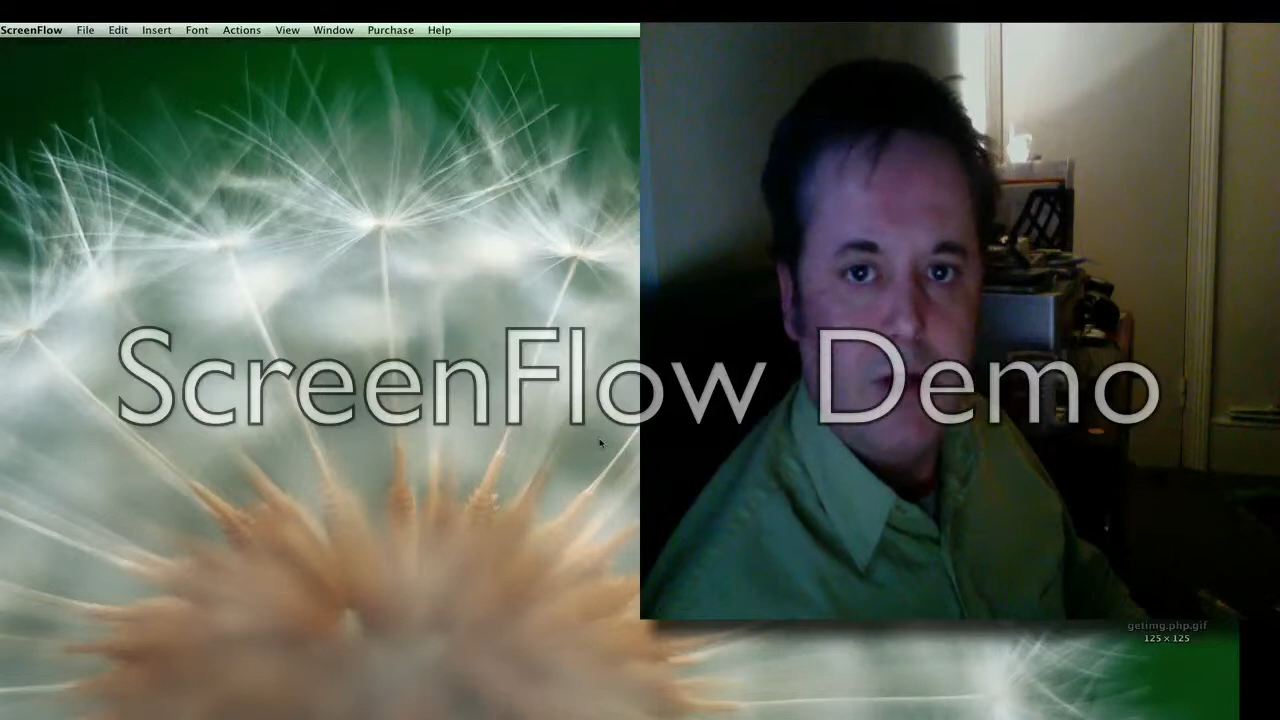 ScreenFlow File Edit Insert Font Actions View Window Purchase Help
ScreenFlow Demo
getimg.php.gif
125 × 125